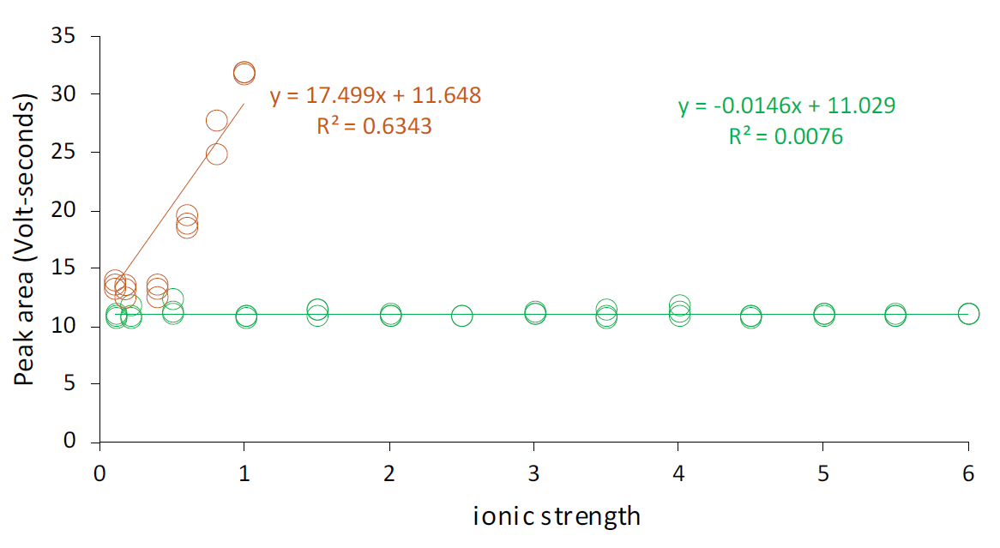 35
30
25
20
15
10
5
0
Peak area (Volt-seconds)
y = 17.499x + 11.648
R² = 0.6343
y = -0.0146x + 11.029
R² = 0.0076
0 1 2 3 4 5 6
ionic strength